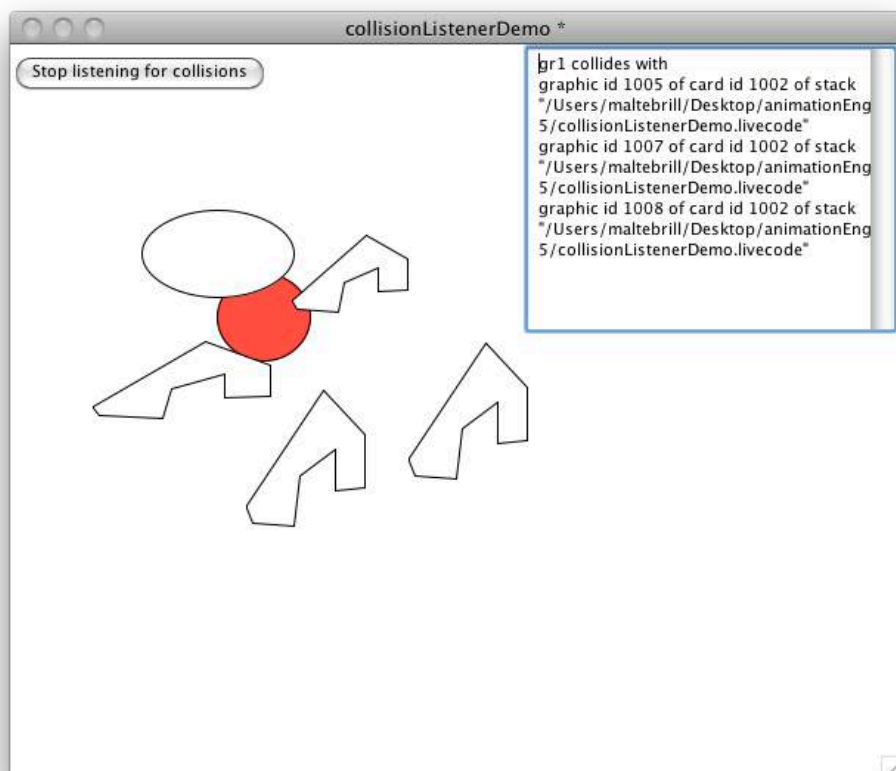 collisionListenerDemo *
Stop listening for collisions
gr1 collides with
graphic id 1005 of card id 1002 of stack
"/Users/maltebrill/Desktop/animationEng
5/collisionListenerDemo.livecode"
graphic id 1007 of card id 1002 of stack
"/Users/maltebrill/Desktop/animationEng
5/collisionListenerDemo.livecode"
graphic id 1008 of card id 1002 of stack
"/Users/maltebrill/Desktop/animationEng
5/collisionListenerDemo.livecode"